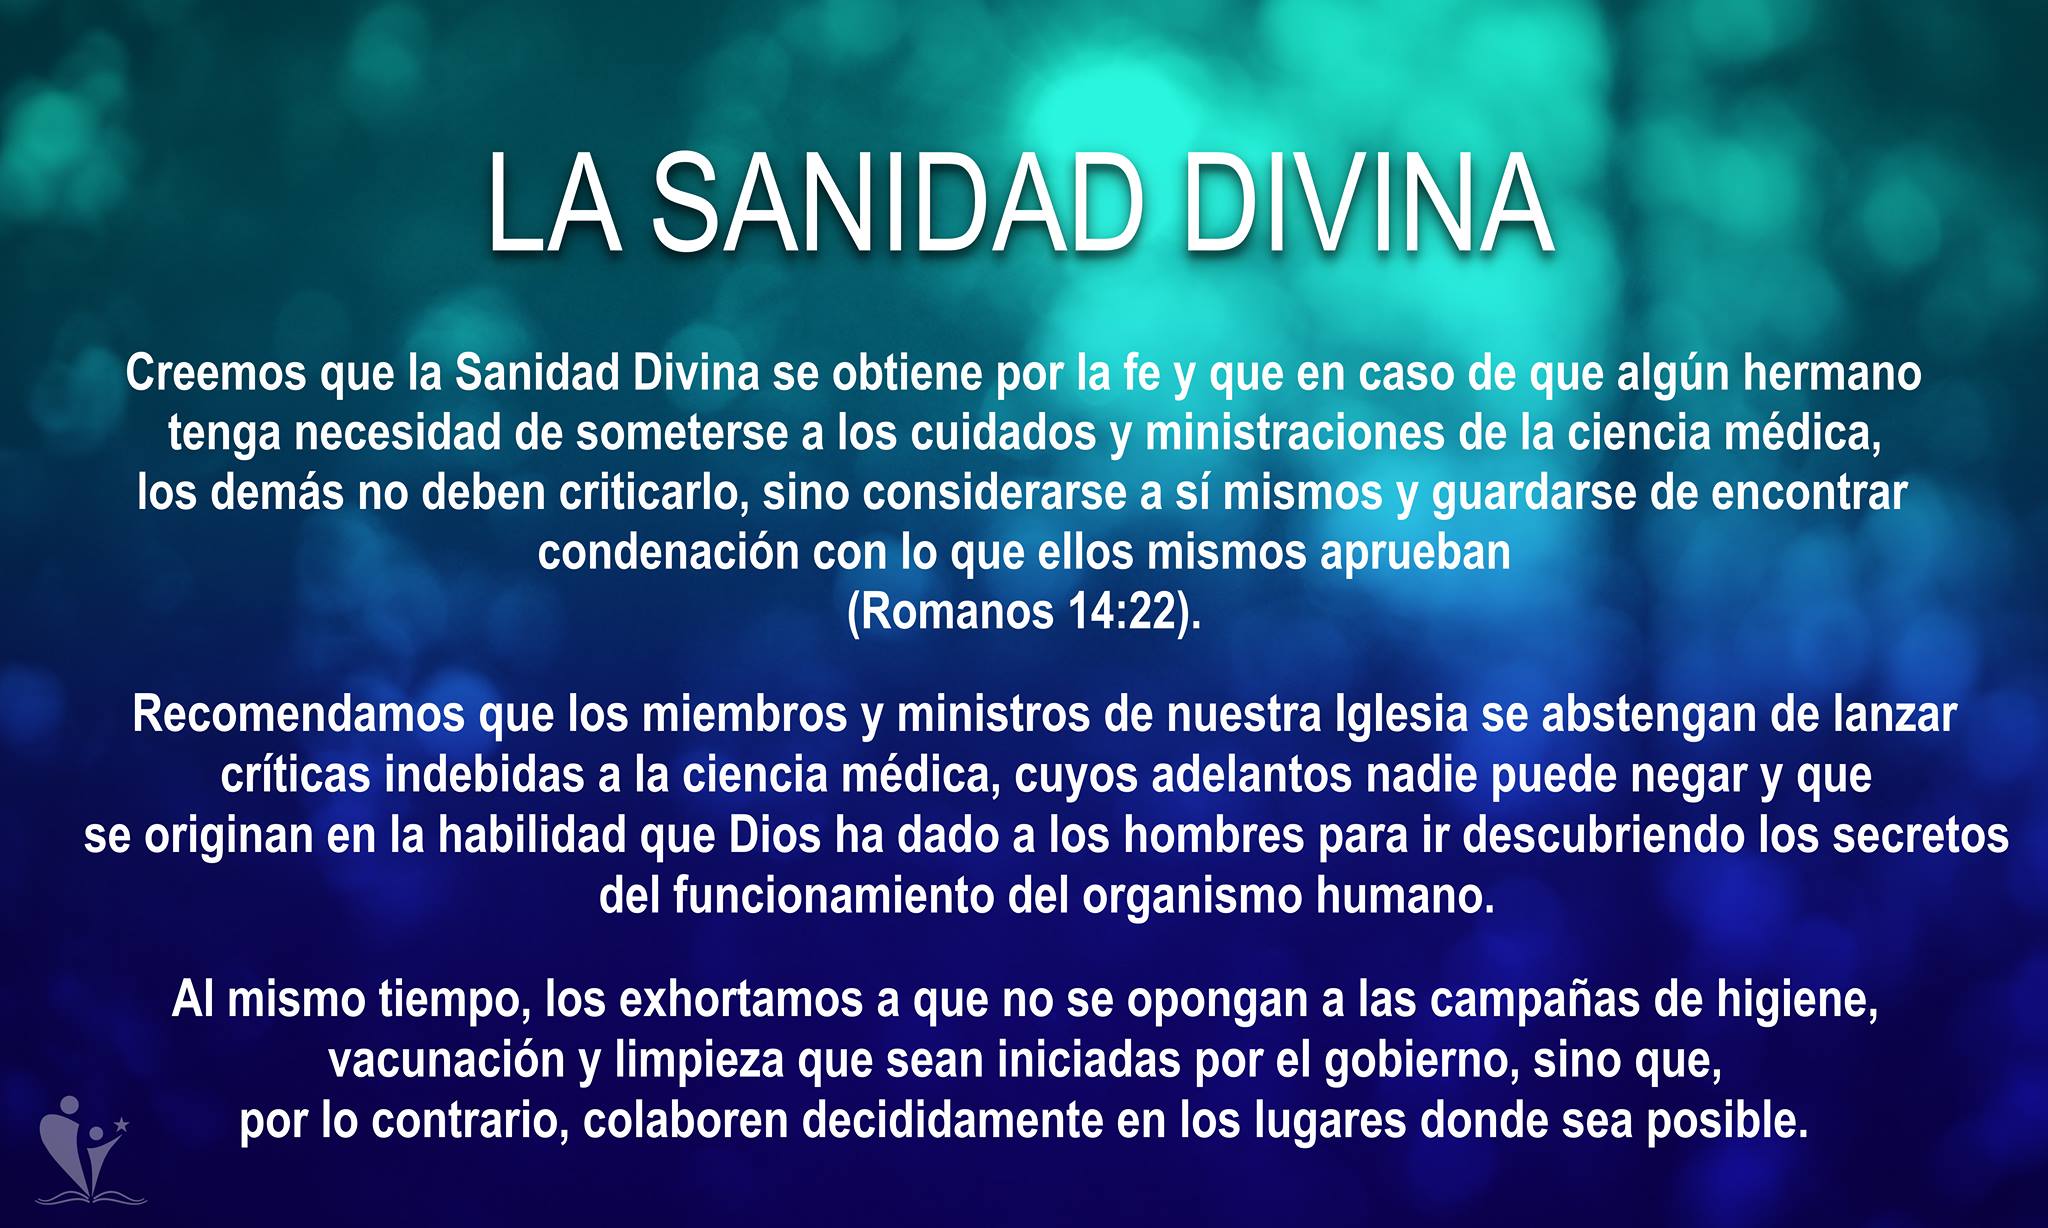 LA SANIDAD DIVINA
Creemos que la Sanidad Divina se obtiene por la fe y que en caso de que algún hermano
tenga necesidad de someterse a los cuidados y ministraciones de la ciencia médica,
los demás no deben criticarlo, sino considerarse a sí mismos y guardarse de encontrar
condenación con lo que ellos mismos aprueban
(Romanos 14:22).
Recomendamos que los miembros y ministros de nuestra Iglesia se abstengan de lanzar
críticas indebidas a la ciencia médica, cuyos adelantos nadie puede negar y que
se originan en la habilidad que Dios ha dado a los hombres para ir descubriendo los secretos
del funcionamiento del organismo humano.
Al mismo tiempo, los exhortamos a que no se opongan a las campañas de higiene,
vacunación y limpieza que sean iniciadas por el gobierno, sino que,
por lo contrario, colaboren decididamente en los lugares donde sea posible.